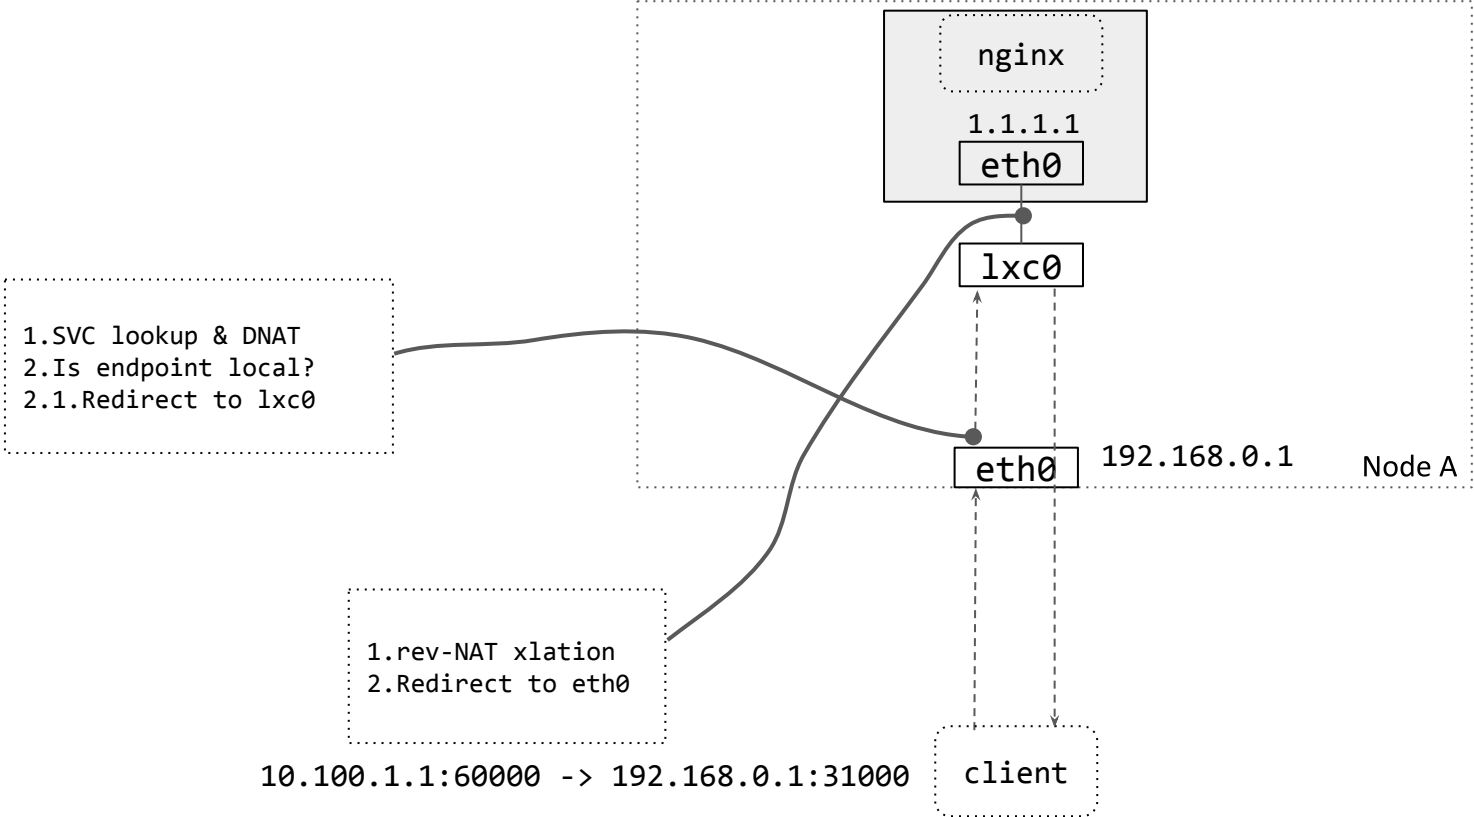 nginx
1.1.1.1
eth0
lxc0
1.SVC lookup & DNAT
2.Is endpoint local?
2.1.Redirect to lxc0
eth0
192.168.0.1
Node A
1.rev-NAT xlation
2.Redirect to eth0
10.100.1.1:60000 -> 192.168.0.1:31000
client